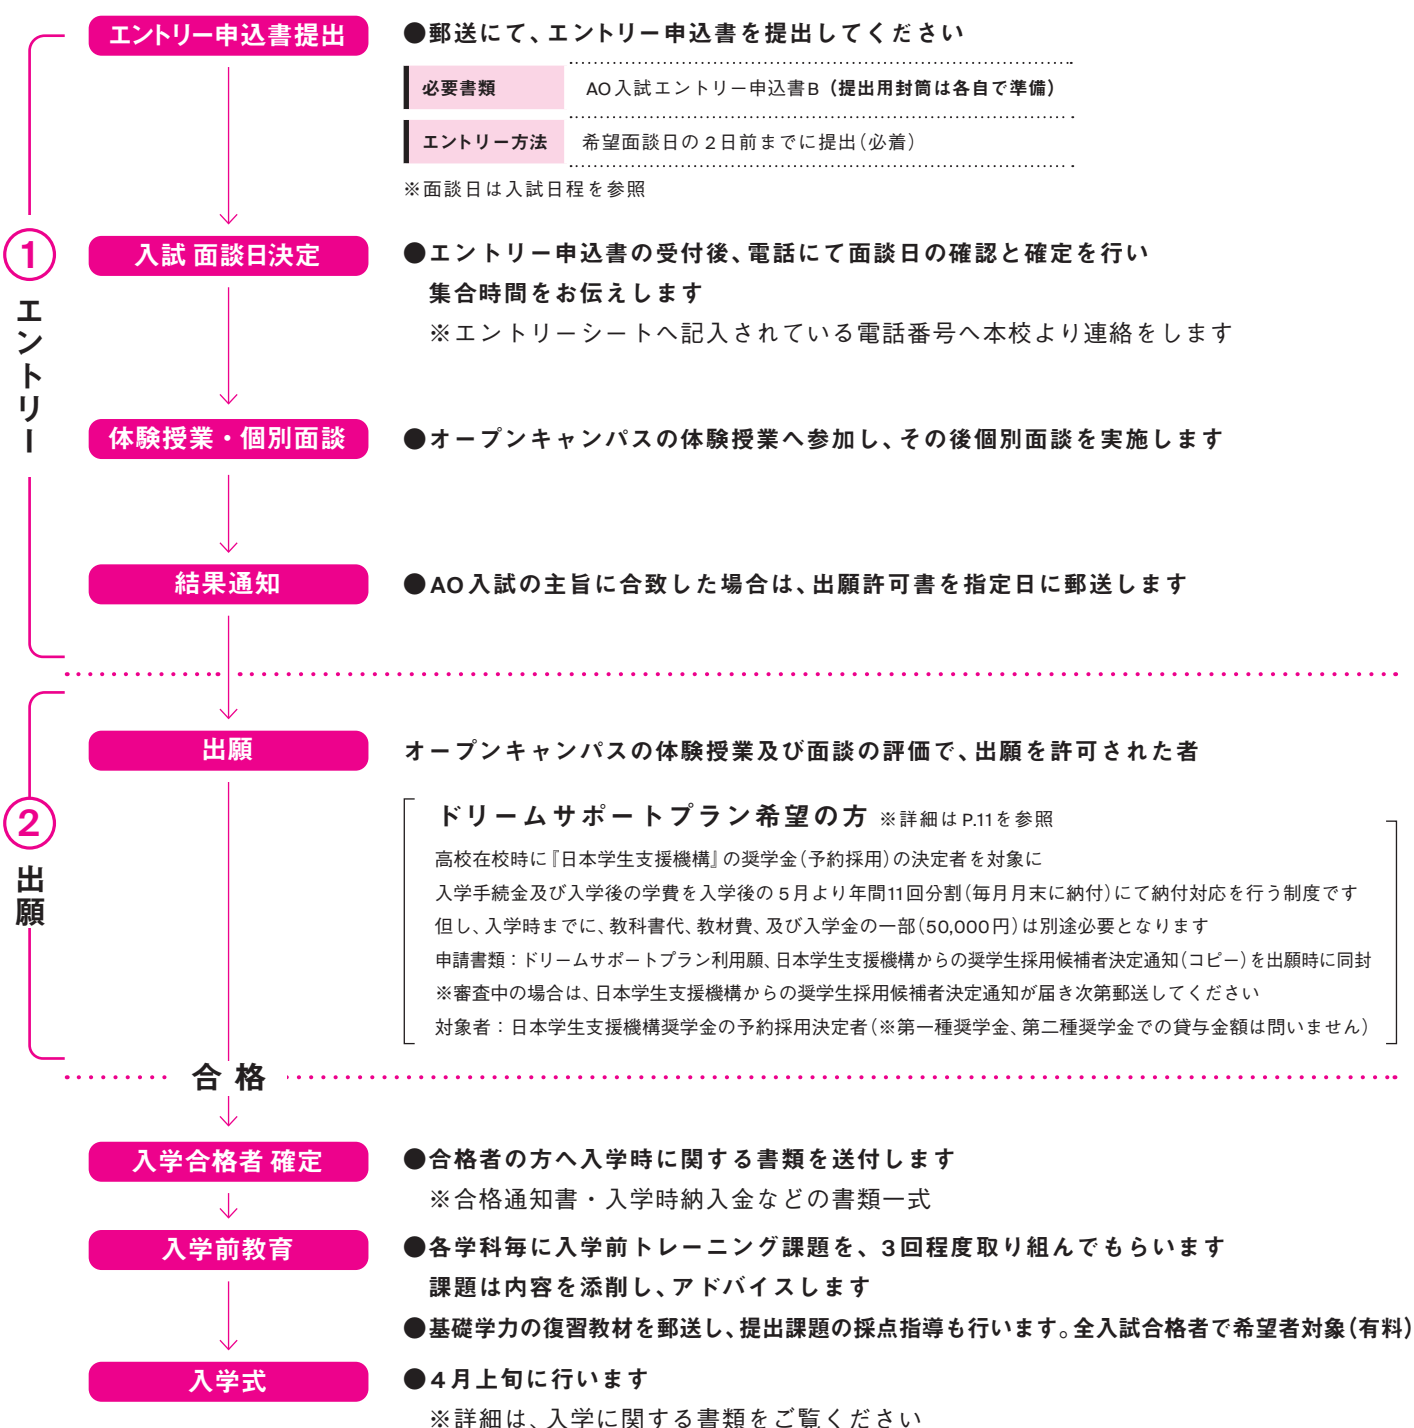 ①
エントリー
エントリー申込書提出
●郵送にて、エントリー申込書を提出してください
必要書類 AO入試エントリー申込書B（提出用封筒は各自で準備）
エントリー方法 希望面談日の2日前までに提出（必着）
※面談日は入試日程を参照
入試 面談日決定
●エントリー申込書の受付後、電話にて面談日の確認と確定を行い
集合時間をお伝えします
※エントリーシートへ記入されている電話番号へ本校より連絡をします
体験授業・個別面談
●オープンキャンパスの体験授業へ参加し、その後個別面談を実施します
結果通知
●AO入試の主旨に合致した場合は、出願許可書を指定日に郵送します
②
出願
出願
オープンキャンパスの体験授業及び面談の評価で、出願を許可された者
ドリームサポートプラン希望の方 ※詳細はP.11を参照
高校在校時に『日本学生支援機構』の奨学金（予約採用）の決定者を対象に
入学手続金及び入学後の学費を入学後の5月より年間11回分割（毎月月末に納付）にて納付対応を行う制度です
但し、入学時までに、教科書代、教材費、及び入学金の一部（50,000円）は別途必要となります
申請書類：ドリームサポートプラン利用願、日本学生支援機構からの奨学生採用候補者決定通知（コピー）を出願時に同封
※審査中の場合は、日本学生支援機構からの奨学生採用候補者決定通知が届き次第郵送してください
対象者：日本学生支援機構奨学金の予約採用決定者（※第一種奨学金、第二種奨学金での貸与金額は問いません）
合格
入学合格者 確定
●合格者の方へ入学時に関する書類を送付します
※合格通知書・入学時納入金などの書類一式
入学前教育
●各学科毎に入学前トレーニング課題を、3回程度取り組んでもらいます
課題は内容を添削し、アドバイスします
●基礎学力の復習教材を郵送し、提出課題の採点指導も行います。全入試合格者で希望者対象（有料）
入学式
●4月上旬に行います
※詳細は、入学に関する書類をご覧ください